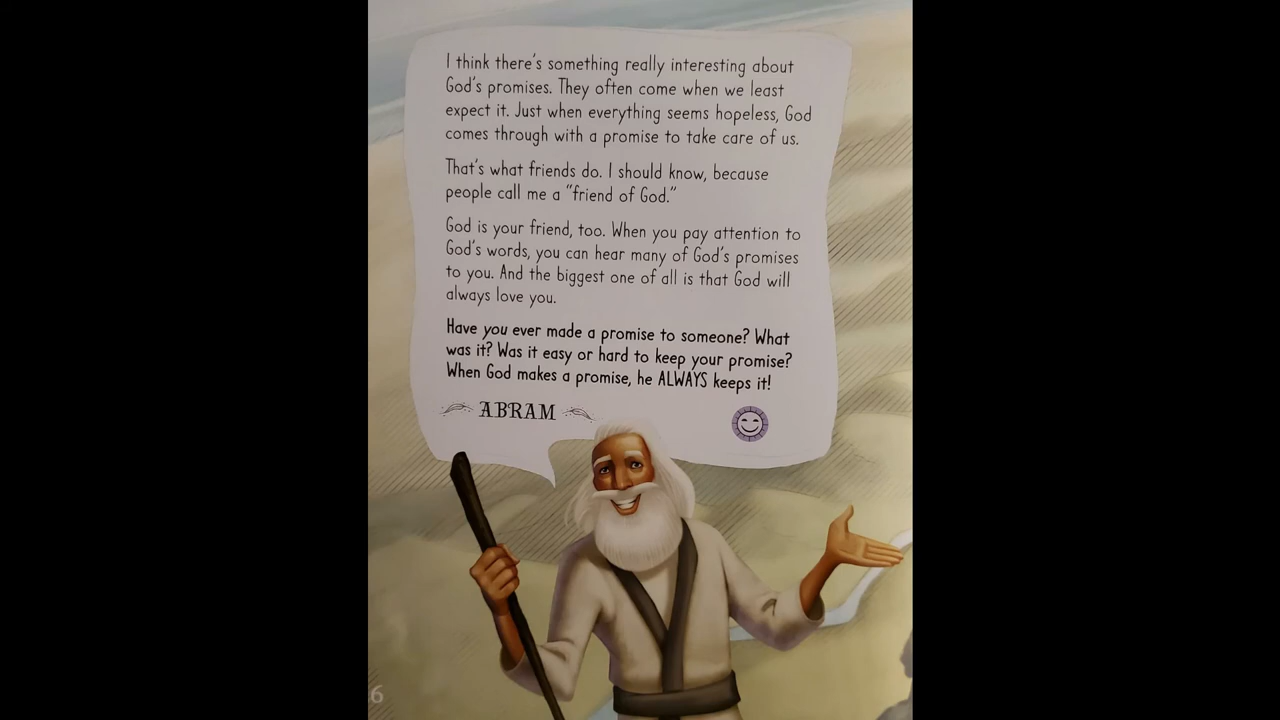 I think there's something really interesting about
God's promises. They often come when we least
expect it. Just when everything seems hopeless, God
comes through with a promise to take care of us.
That's what friends do. I should know, because
people call me a "friend of God."
God is your friend, too. When you pay attention to
God's words, you can hear many of God's promises
to you. And the biggest one of all is that God will
always love you.
Have you ever made a promise to someone? What
was it? Was it easy or hard to keep your promise?
When God makes a promise, he ALWAYS keeps it!
ABRAM
6